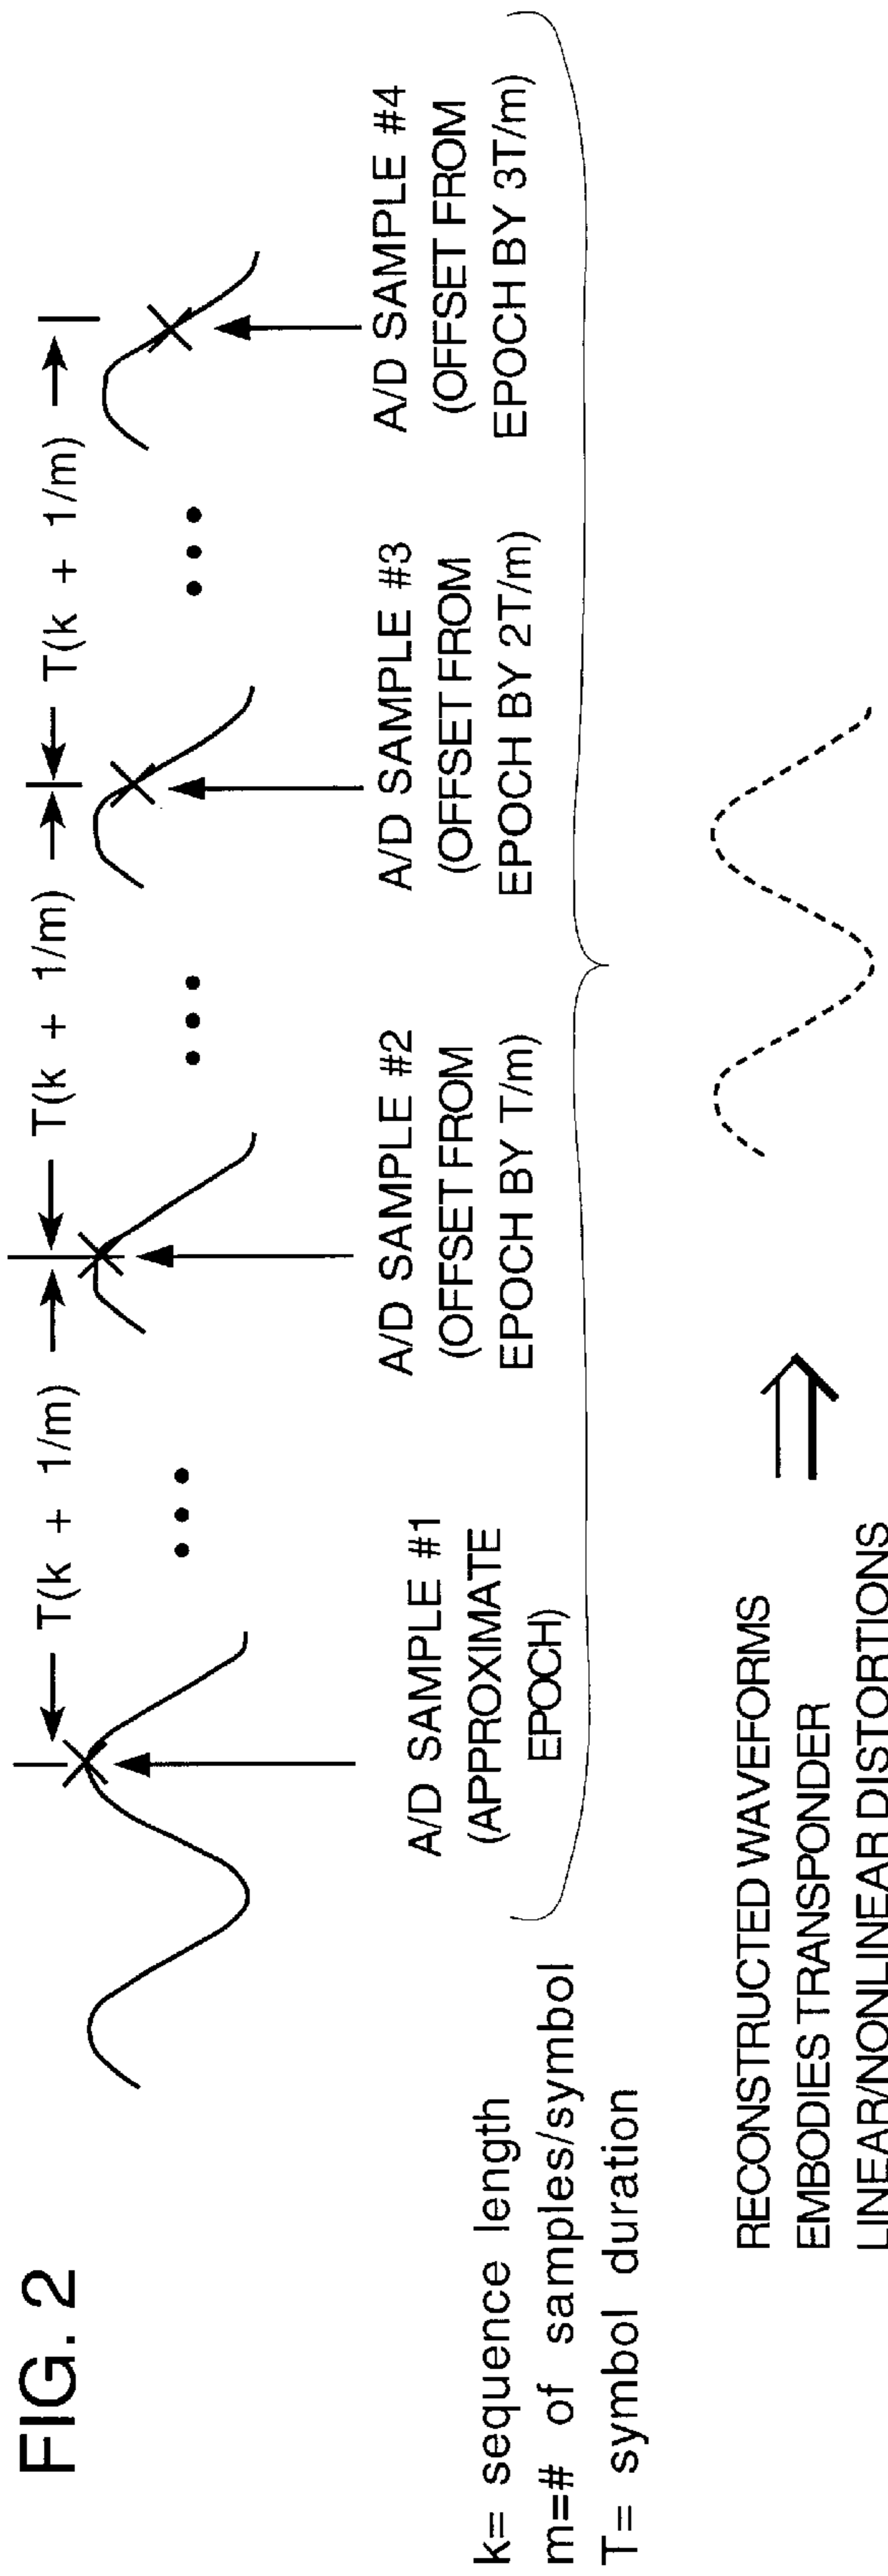 FIG. 2
T(k + 1/m)
T(k + 1/m)
T(k + 1/m)
A/D SAMPLE #1
(APPROXIMATE
EPOCH)
A/D SAMPLE #2
(OFFSET FROM
EPOCH BY T/m)
A/D SAMPLE #3
(OFFSET FROM
EPOCH BY 2T/m)
A/D SAMPLE #4
(OFFSET FROM
EPOCH BY 3T/m)
k= sequence length
m=# of samples/symbol
T= symbol duration
RECONSTRUCTED WAVEFORMS
EMBODIES TRANSPONDER
LINEAR/NONLINEAR DISTORTIONS